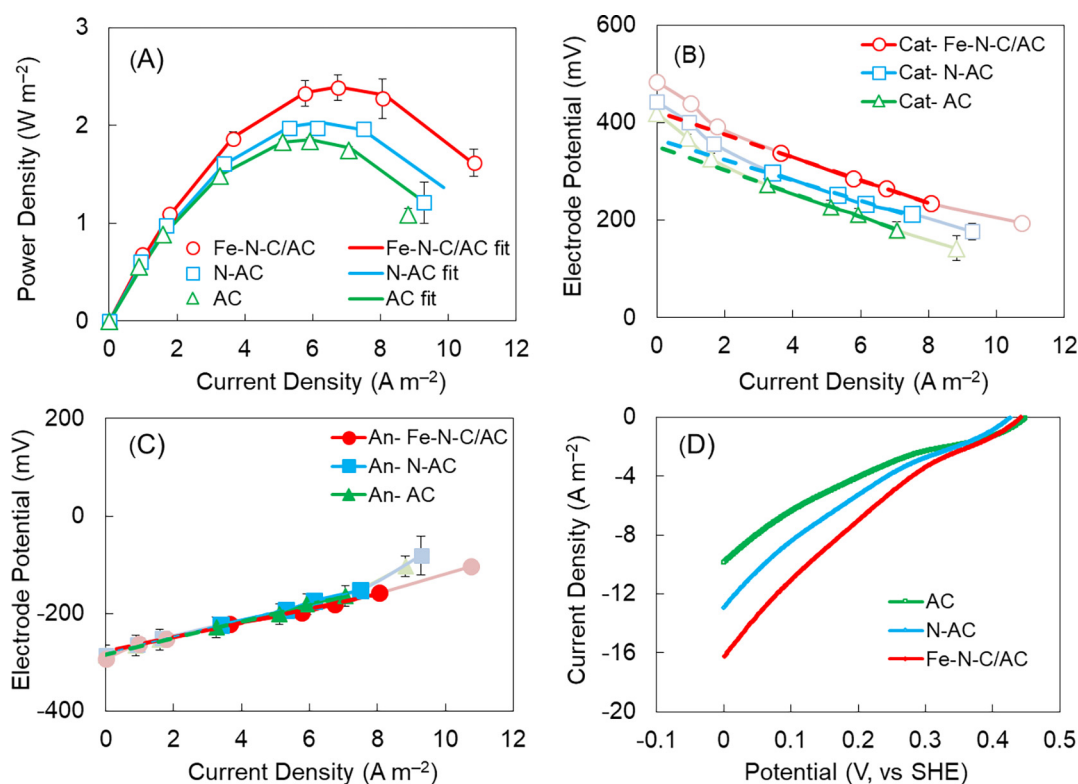 (A)
Power Density (W m⁻²)
3
2
1
0
Fe-N-C/AC
N-AC
AC
Fe-N-C/AC fit
N-AC fit
AC fit
0 2 4 6 8 10 12
Current Density (A m⁻²)
(B)
Electrode Potential (mV)
600
400
200
0
Cat- Fe-N-C/AC
Cat- N-AC
Cat- AC
0 2 4 6 8 10 12
Current Density (A m⁻²)
(C)
Electrode Potential (mV)
200
0
-200
-400
An- Fe-N-C/AC
An- N-AC
An- AC
0 2 4 6 8 10 12
Current Density (A m⁻²)
(D)
Current Density (A m⁻²)
0
-4
-8
-12
-16
-20
AC
N-AC
Fe-N-C/AC
-0.1 0 0.1 0.2 0.3 0.4 0.5
Potential (V, vs SHE)